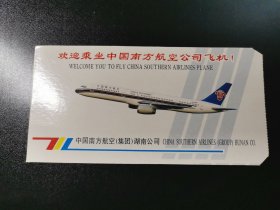 欢迎乘坐中国南方航空公司飞机!
WELCOME YOU TO FLY CHINA SOUTHERN AIRLINES PLANE
中国南方航空(集团)湖南公司 CHINA SOUTHERN AIRLINES (GROUP) HUNAN CO.